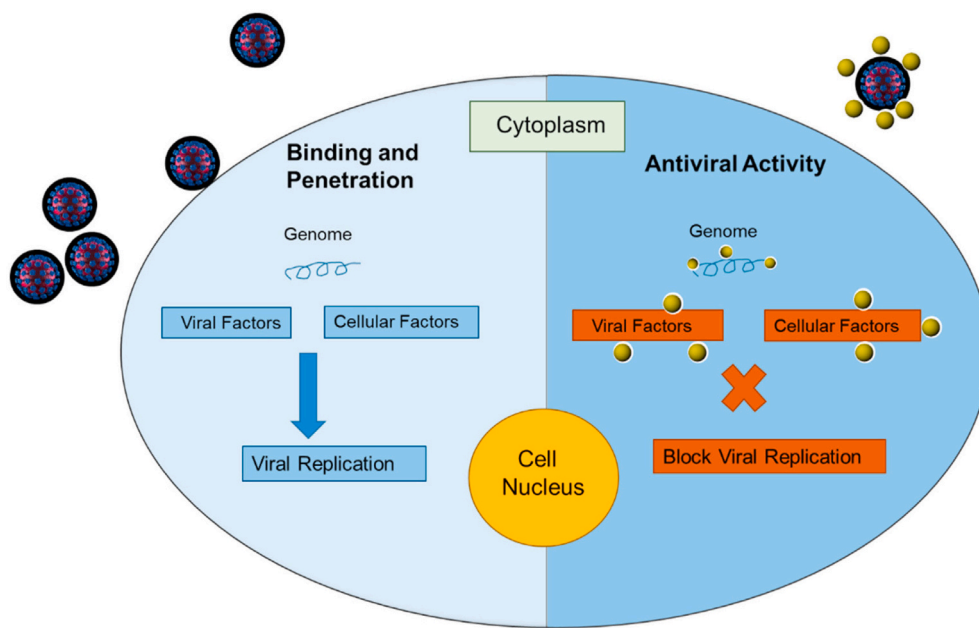 Cytoplasm
Binding and
Penetration
Genome
Viral Factors
Cellular Factors
Viral Replication
Cell
Nucleus
Antiviral Activity
Genome
Viral Factors
Cellular Factors
Block Viral Replication